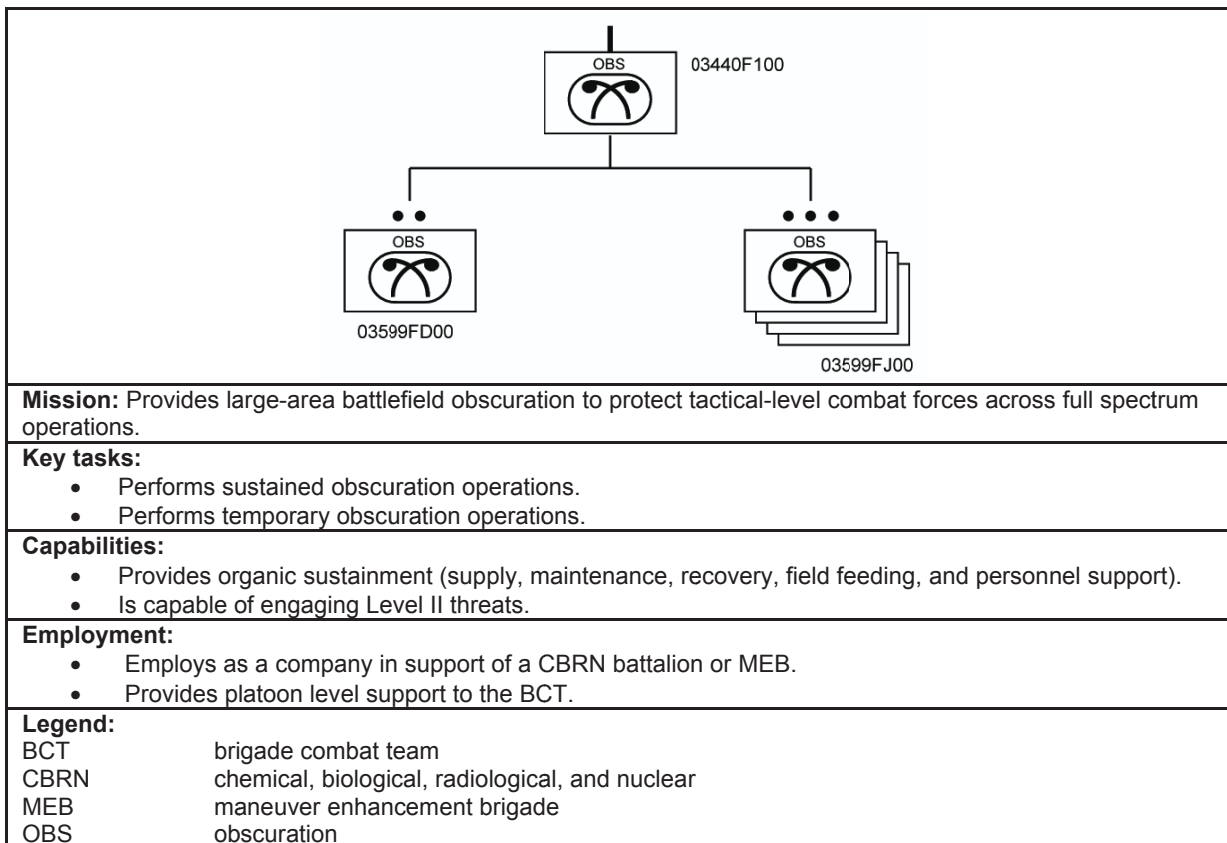 OBS
03440F100
OBS
OBS
03599FD00
03599FJ00
Mission: Provides large-area battlefield obscuration to protect tactical-level combat forces across full spectrum
operations.
Key tasks:
• Performs sustained obscuration operations.
• Performs temporary obscuration operations.
Capabilities:
• Provides organic sustainment (supply, maintenance, recovery, field feeding, and personnel support).
• Is capable of engaging Level II threats.
Employment:
• Employs as a company in support of a CBRN battalion or MEB.
• Provides platoon level support to the BCT.
Legend:
BCT brigade combat team
CBRN chemical, biological, radiological, and nuclear
MEB maneuver enhancement brigade
OBS obscuration